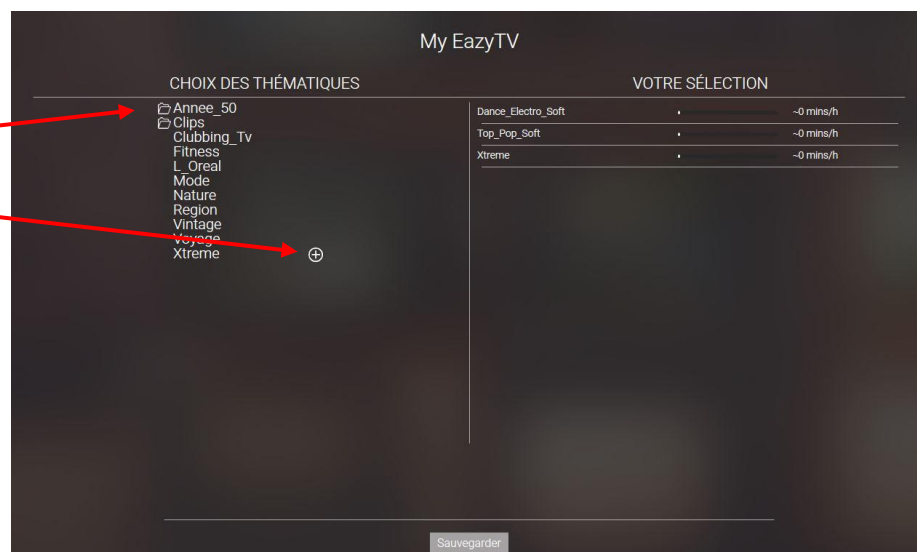 My EazyTV
CHOIX DES THÉMATIQUES
Annee_50
Clips
Clubbing_Tv
Fitness
L_Oreal
Mode
Nature
Region
Vintage
Voyage
Xtreme
VOTRE SÉLECTION
Dance_Electro_Soft ~0 mins/h
Top_Pop_Soft ~0 mins/h
Xtreme ~0 mins/h
Sauvegarder